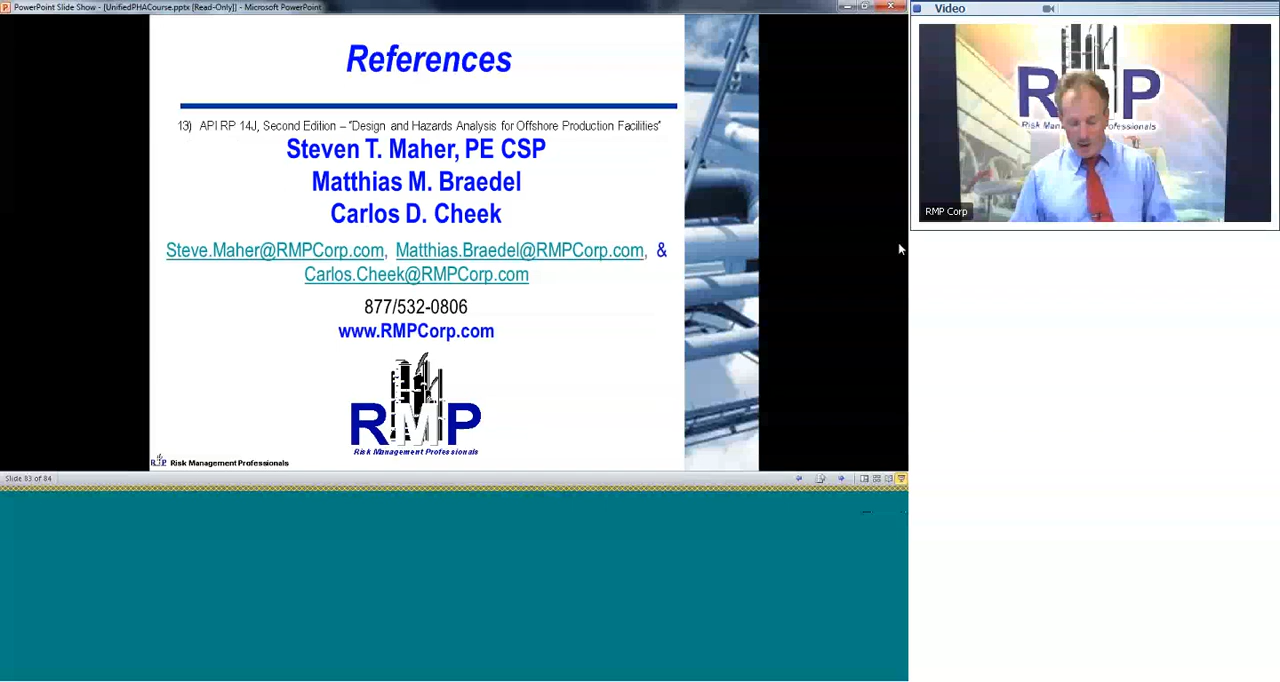 PowerPoint Slide Show - [UnifiedPHACourse.pptx [Read-Only]] - Microsoft PowerPoint
References
13) API RP 14J, Second Edition – "Design and Hazards Analysis for Offshore Production Facilities"
Steven T. Maher, PE CSP
Matthias M. Braedel
Carlos D. Cheek
Steve.Maher@RMPCorp.com, Matthias.Braedel@RMPCorp.com, &
Carlos.Cheek@RMPCorp.com
877/532-0806
www.RMPCorp.com
RMP
Risk Management Professionals
RMP Risk Management Professionals
Slide 83 of 84
Video
R P
Risk Management Professionals
RMP Corp